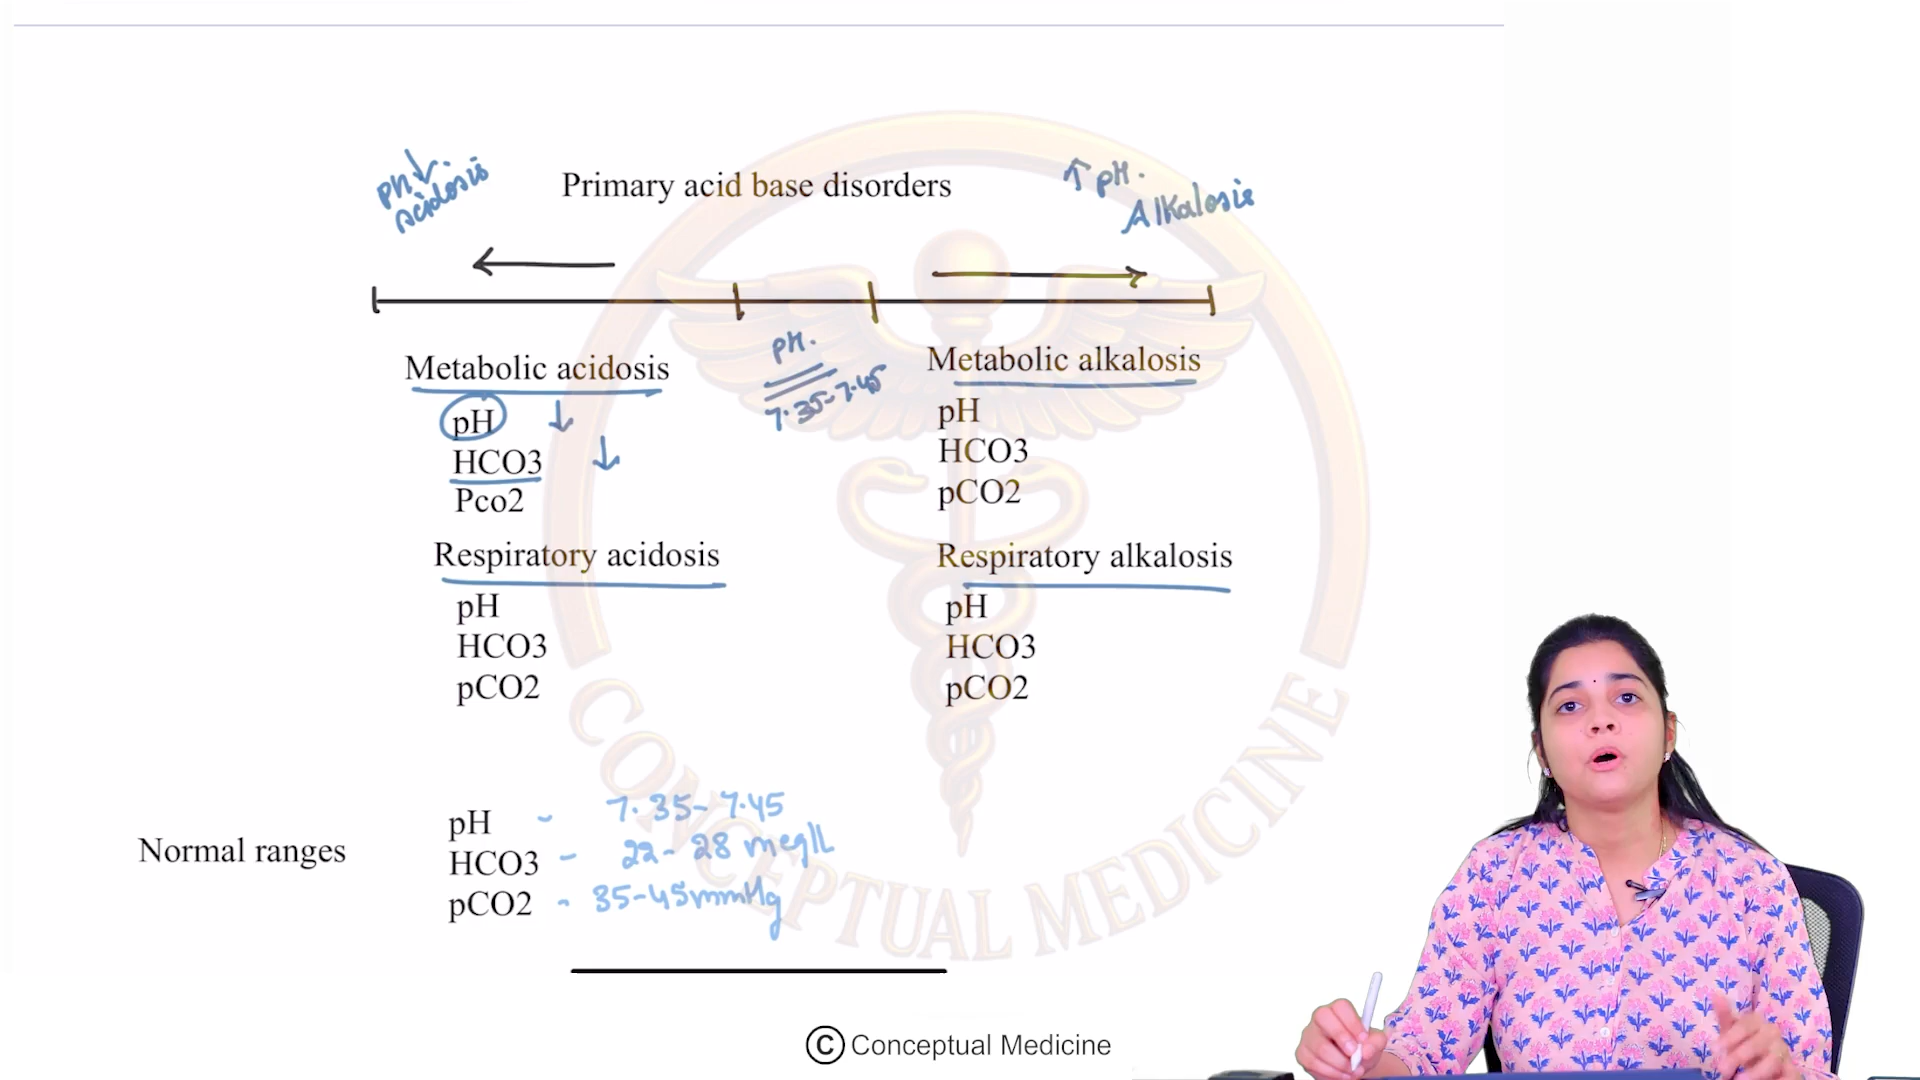 pH↓
acidosis
Primary acid base disorders
↑ pH.
Alkalosis
Metabolic acidosis
pH ↓
HCO3 ↓
Pco2
pH.
7.35-7.45
Metabolic alkalosis
pH
HCO3
pCO2
Respiratory acidosis
pH
HCO3
pCO2
Respiratory alkalosis
pH
HCO3
pCO2
Normal ranges
pH - 7.35-7.45
HCO3 - 22-28 meq/L
pCO2 - 35-45mmHg
CONCEPTUAL MEDICINE
© Conceptual Medicine